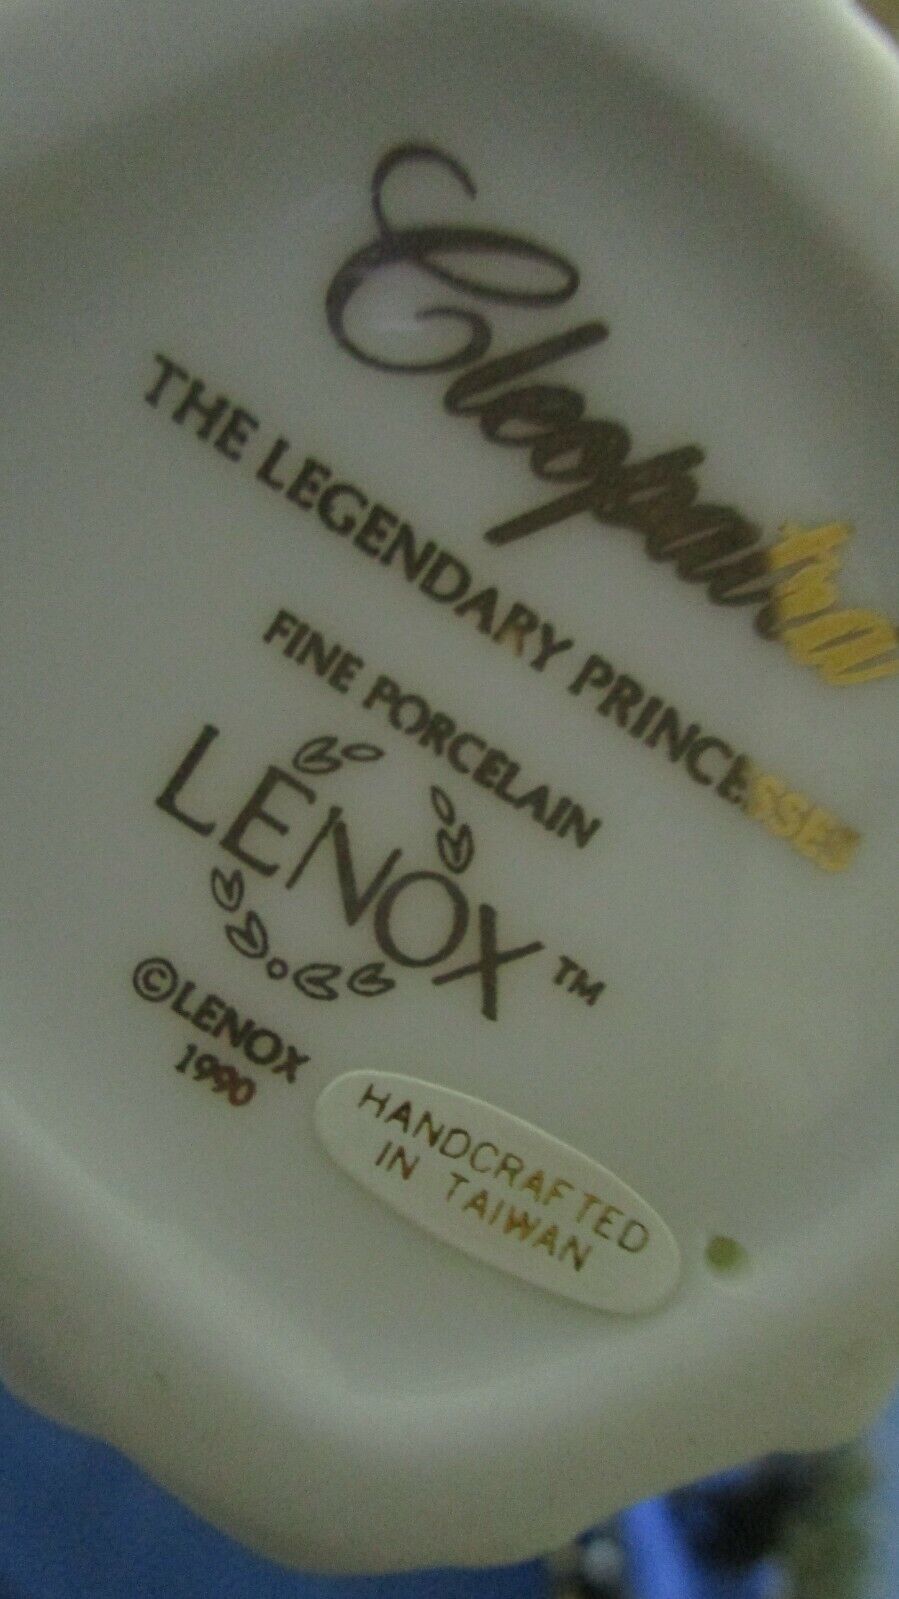 Cleopatra
THE LEGENDARY PRINCESSES
FINE PORCELAIN
LENOX™
©LENOX
1990
HANDCRAFTED
IN TAIWAN